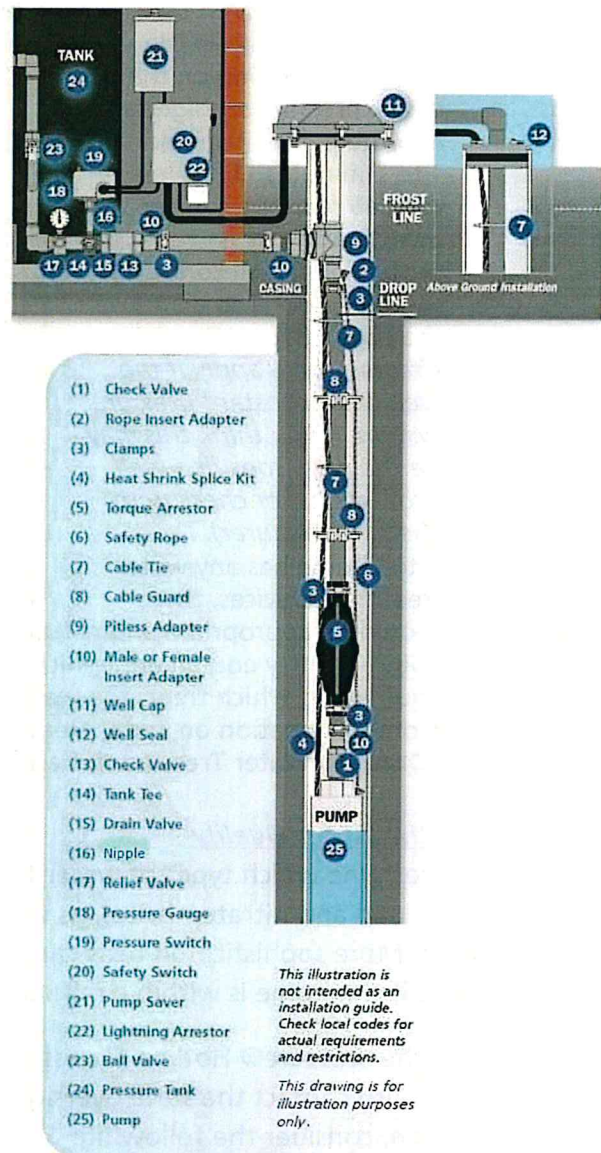 TANK
21
24
11
12
23
19
20
22
18
16
10
FROST
LINE
7
9
17
14
15
13
3
10
2
CASING
3
DROP
LINE
Above Ground Installation
7
8
7
8
3
6
5
3
4
10
1
PUMP
25
(1) Check Valve
(2) Rope Insert Adapter
(3) Clamps
(4) Heat Shrink Splice Kit
(5) Torque Arrestor
(6) Safety Rope
(7) Cable Tie
(8) Cable Guard
(9) Pitless Adapter
(10) Male or Female
Insert Adapter
(11) Well Cap
(12) Well Seal
(13) Check Valve
(14) Tank Tee
(15) Drain Valve
(16) Nipple
(17) Relief Valve
(18) Pressure Gauge
(19) Pressure Switch
(20) Safety Switch
(21) Pump Saver
(22) Lightning Arrestor
(23) Ball Valve
(24) Pressure Tank
(25) Pump
This illustration is
not intended as an
installation guide.
Check local codes for
actual requirements
and restrictions.
This drawing is for
illustration purposes
only.